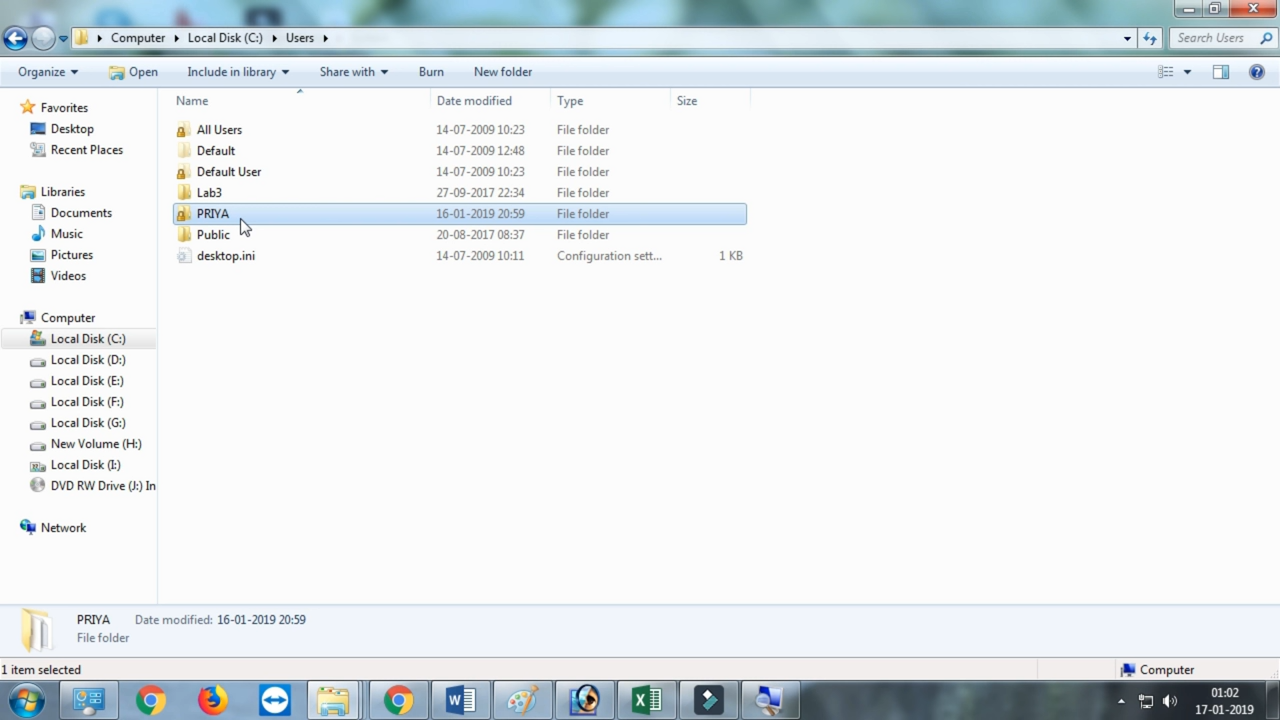 Computer Local Disk (C:) Users Search Users
Organize Open Include in library Share with Burn New folder
Favorites
Desktop
Recent Places
Libraries
Documents
Music
Pictures
Videos
Computer
Local Disk (C:)
Local Disk (D:)
Local Disk (E:)
Local Disk (F:)
Local Disk (G:)
New Volume (H:)
Local Disk (I:)
DVD RW Drive (J:) In
Network
Name Date modified Type Size
All Users 14-07-2009 10:23 File folder
Default 14-07-2009 12:48 File folder
Default User 14-07-2009 10:23 File folder
Lab3 27-09-2017 22:34 File folder
PRIYA 16-01-2019 20:59 File folder
Public 20-08-2017 08:37 File folder
desktop.ini 14-07-2009 10:11 Configuration sett... 1 KB
PRIYA Date modified: 16-01-2019 20:59
File folder
1 item selected Computer
01:02
17-01-2019